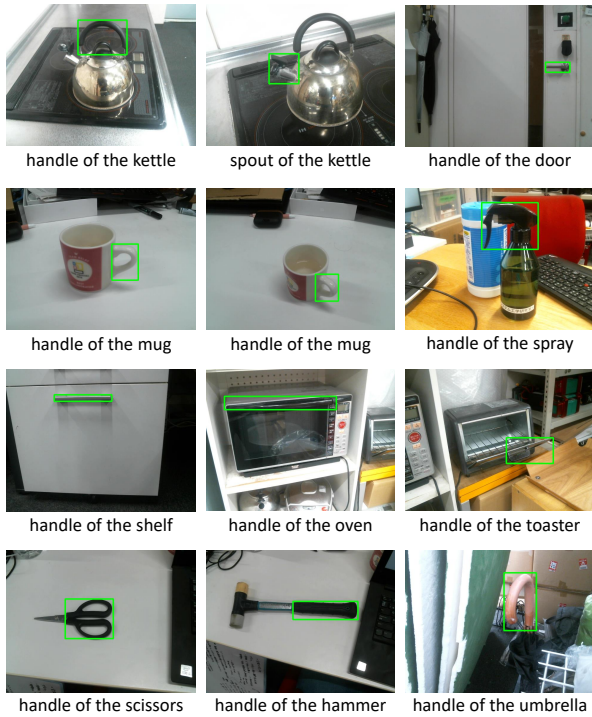 handle of the kettle
spout of the kettle
handle of the door
handle of the mug
handle of the mug
handle of the spray
handle of the shelf
handle of the oven
handle of the toaster
handle of the scissors
handle of the hammer
handle of the umbrella